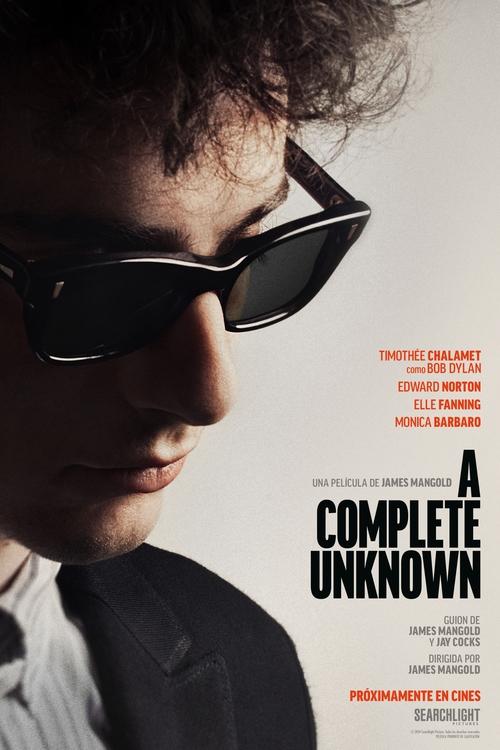 TIMOTHÉE CHALAMET
como BOB DYLAN
EDWARD NORTON
ELLE FANNING
MONICA BARBARO
UNA PELÍCULA DE JAMES MANGOLD
A
COMPLETE
UNKNOWN
GUION DE
JAMES MANGOLD
Y JAY COCKS
DIRIGIDA POR
JAMES MANGOLD
PRÓXIMAMENTE EN CINES
SEARCHLIGHT
PICTURES